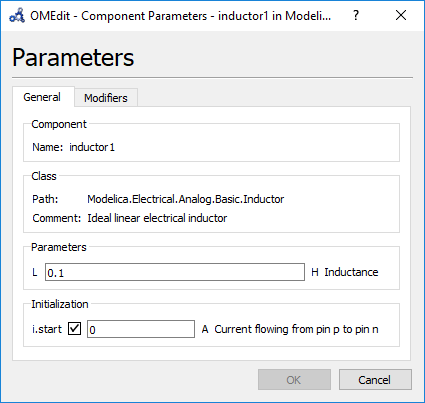 OMEdit - Component Parameters - inductor1 in Modeli... ?
Parameters
General Modifiers
Component
Name: inductor1
Class
Path: Modelica.Electrical.Analog.Basic.Inductor
Comment: Ideal linear electrical inductor
Parameters
L 0.1 H Inductance
Initialization
i.start 0 A Current flowing from pin p to pin n
OK Cancel